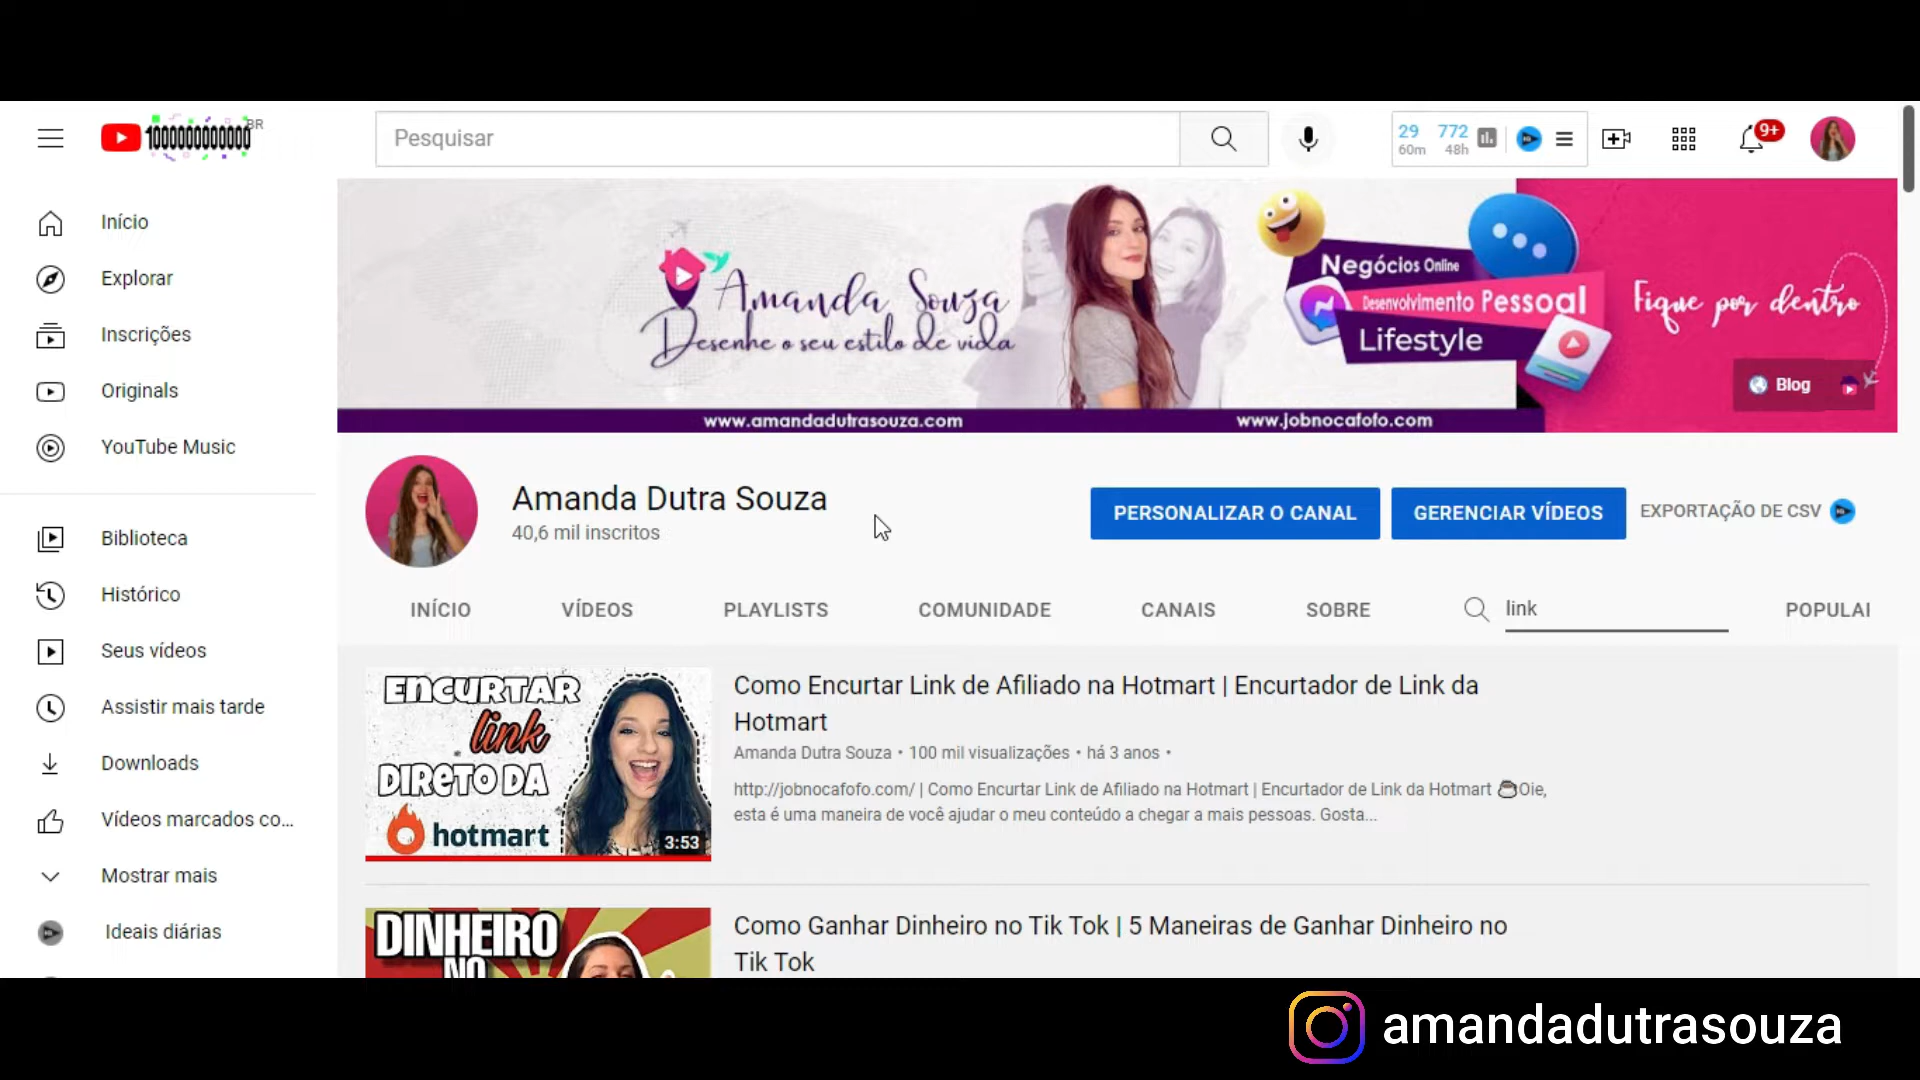 1000000000000 BR
Pesquisar
29 772
60m 48h
9+
Início
Explorar
Inscrições
Originals
YouTube Music
Biblioteca
Histórico
Seus vídeos
Assistir mais tarde
Downloads
Vídeos marcados co...
Mostrar mais
Ideais diárias
Amanda Souza
Desenhe o seu estilo de vida
Negócios Online
Desenvolvimento Pessoal
Lifestyle
Fique por dentro
Blog
www.amandadutrasouza.com
www.jobnocafofo.com
Amanda Dutra Souza
40,6 mil inscritos
PERSONALIZAR O CANAL
GERENCIAR VÍDEOS
EXPORTAÇÃO DE CSV
INÍCIO VÍDEOS PLAYLISTS COMUNIDADE CANAIS SOBRE link POPULAI
ENCURTAR
link
DIRETO DA
hotmart
3:53
Como Encurtar Link de Afiliado na Hotmart | Encurtador de Link da
Hotmart
Amanda Dutra Souza • 100 mil visualizações • há 3 anos •
http://jobnocafofo.com/ | Como Encurtar Link de Afiliado na Hotmart | Encurtador de Link da Hotmart ☕Oie,
esta é uma maneira de você ajudar o meu conteúdo a chegar a mais pessoas. Gosta...
DINHEIRO
NO
Como Ganhar Dinheiro no Tik Tok | 5 Maneiras de Ganhar Dinheiro no
Tik Tok
amandadutrasouza